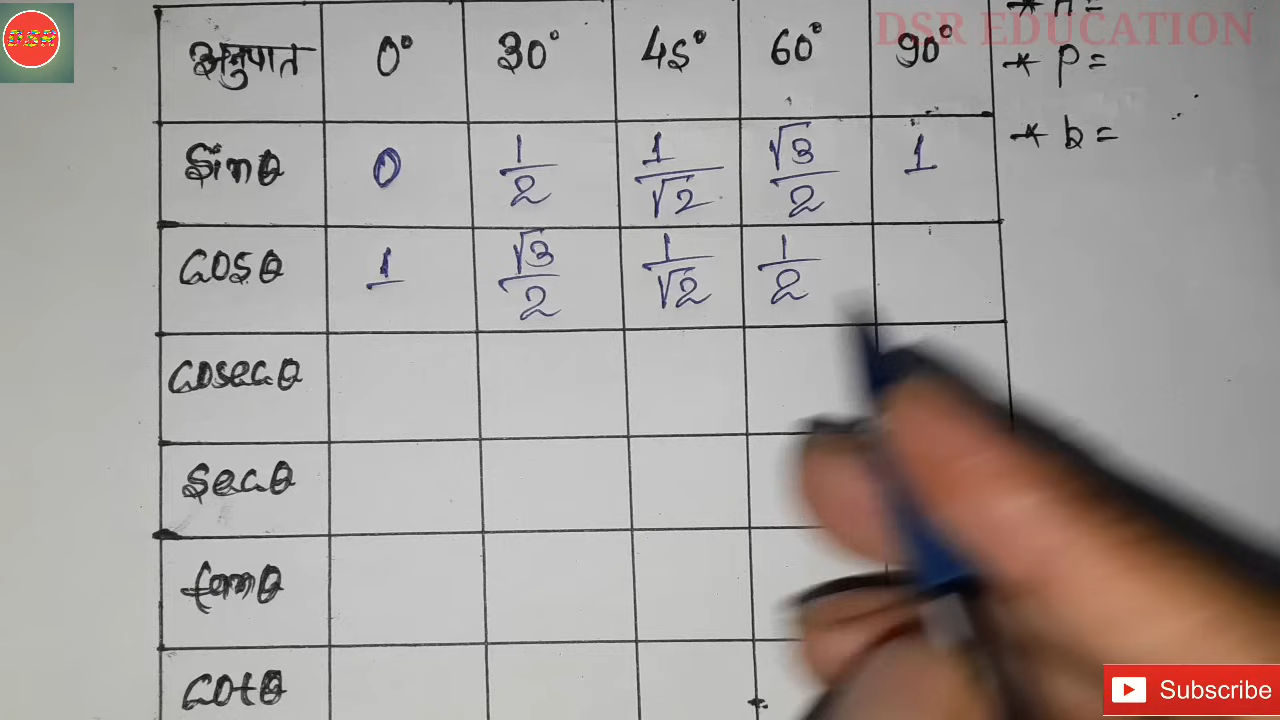 DSR
DSR EDUCATION
* h =
* p =
* b =
अनुपात 0° 30° 45° 60° 90°
sinθ 0 1/2 1/√2 √3/2 1
cosθ 1 √3/2 1/√2 1/2
cosecθ
secθ
tanθ
cotθ
Subscribe